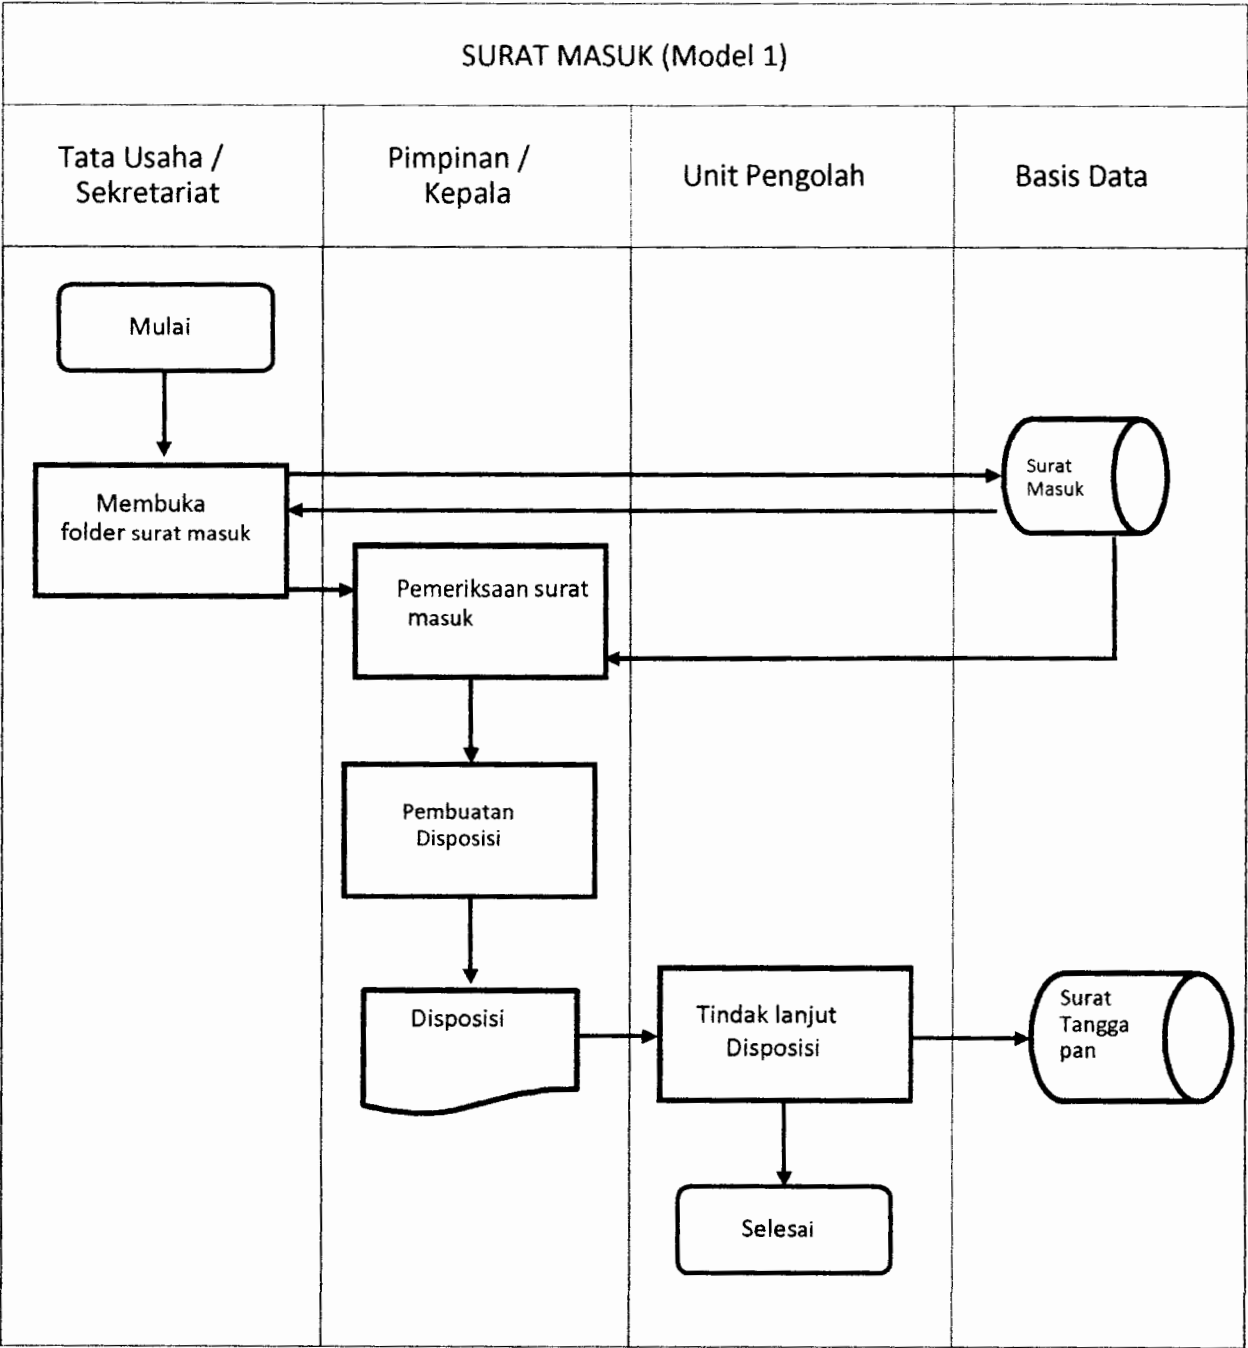 SURAT MASUK (Model 1)
Tata Usaha /
Sekretariat
Pimpinan /
Kepala
Unit Pengolah
Basis Data
Mulai
Membuka
folder surat masuk
Surat
Masuk
Pemeriksaan surat
masuk
Pembuatan
Disposisi
Disposisi
Tindak lanjut
Disposisi
Surat
Tangga
pan
Selesai